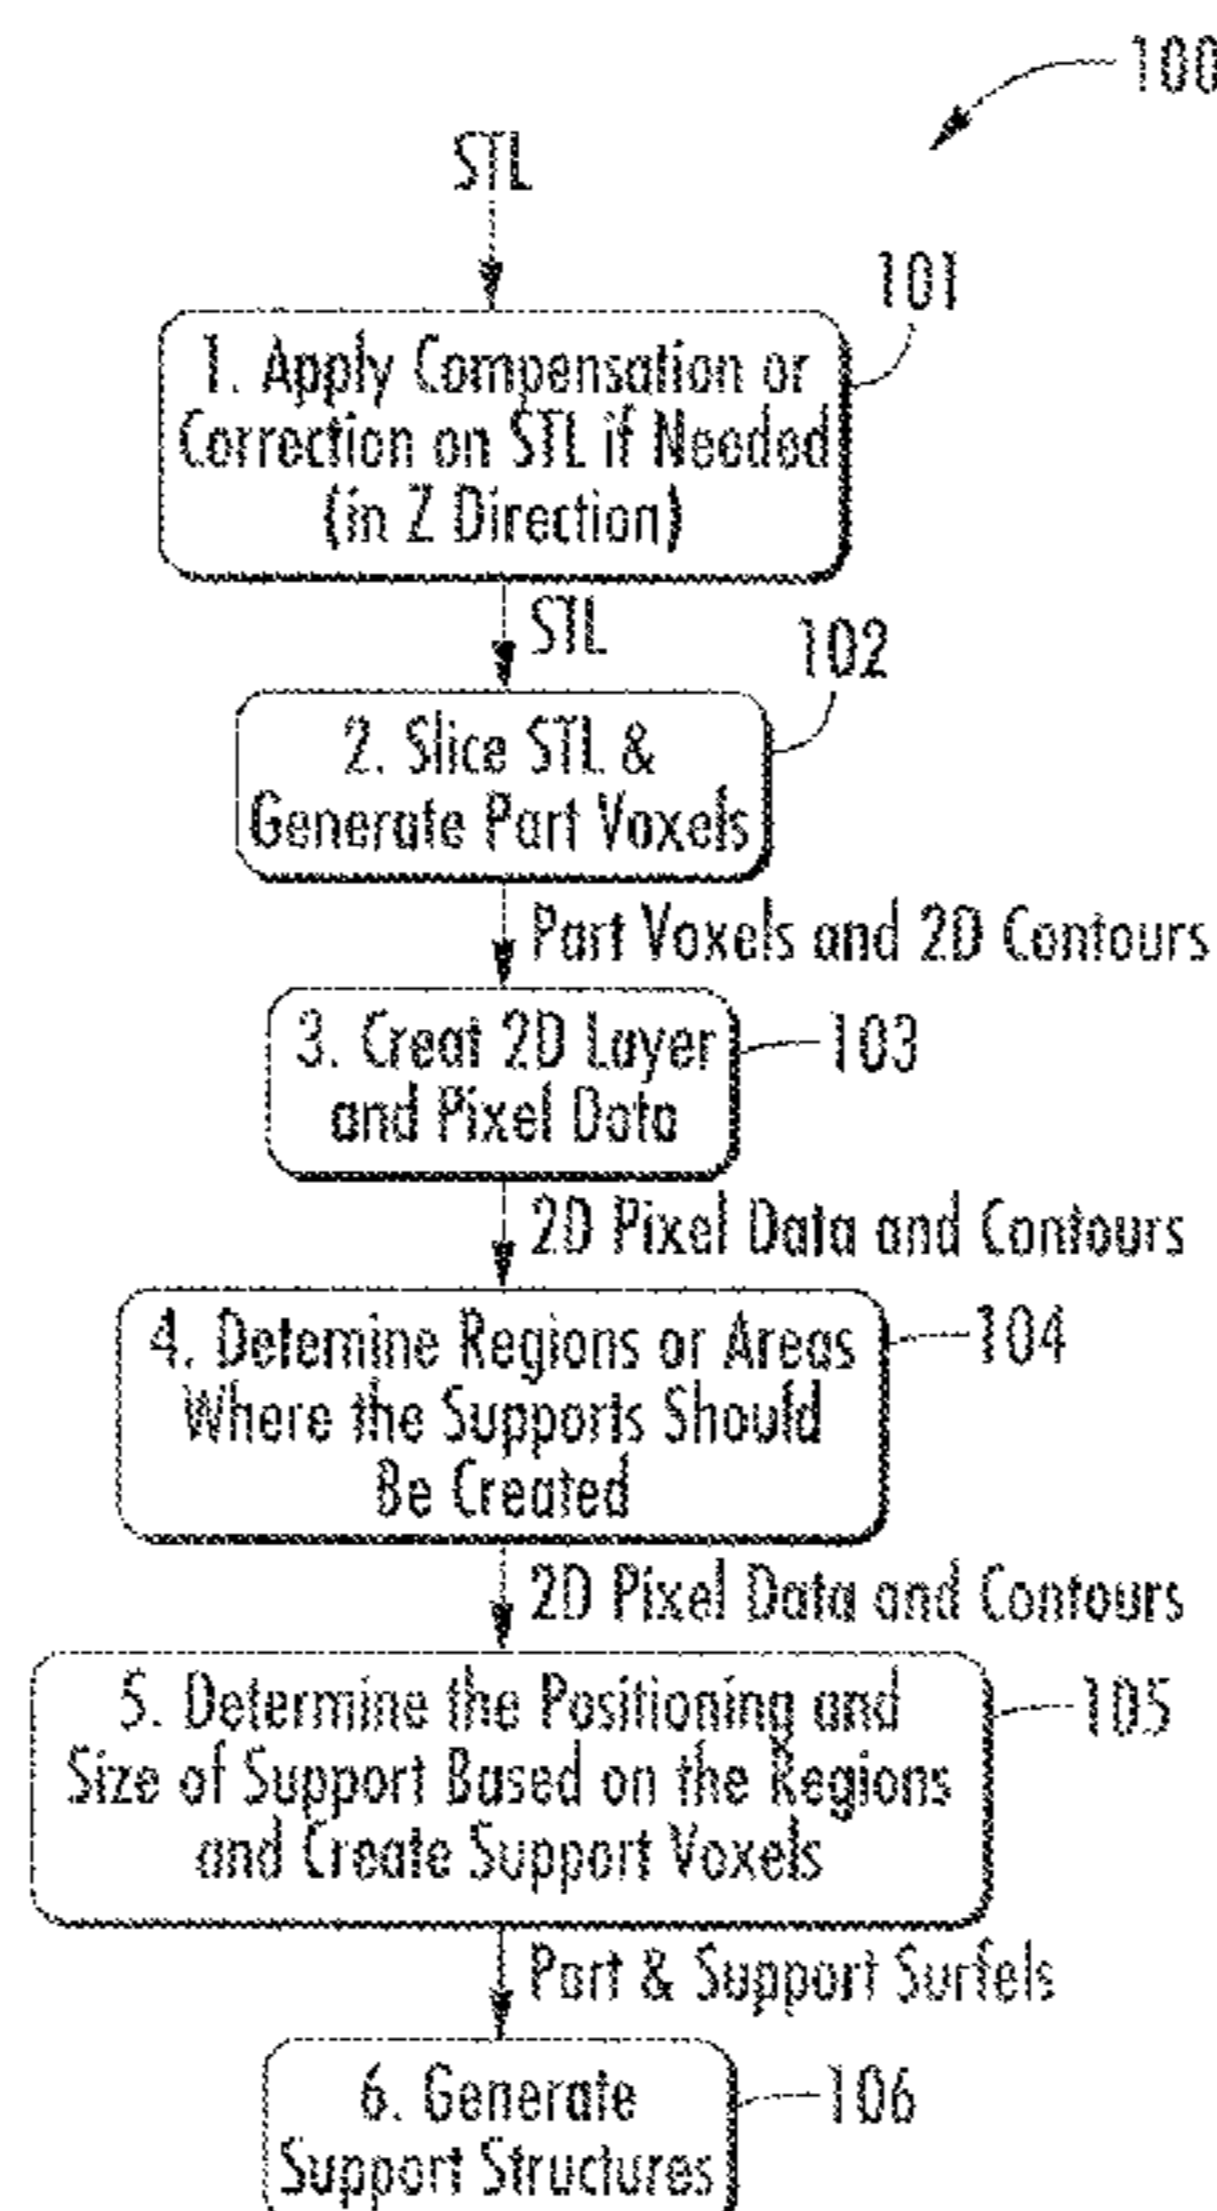 100
STL
101
1. Apply Compensation or
Correction on STL if Needed
(in Z Direction)
STL
102
2. Slice STL &
Generate Part Voxels
Part Voxels and 2D Contours
3. Creat 2D Layer
and Pixel Data
103
2D Pixel Data and Contours
4. Detemine Regions or Areas
Where the Supports Should
Be Created
104
2D Pixel Data and Contours
5. Determine the Positioning and
Size of Support Based on the Regions
and Create Support Voxels
105
Part & Support Surfels
6. Generate
Support Structures
106